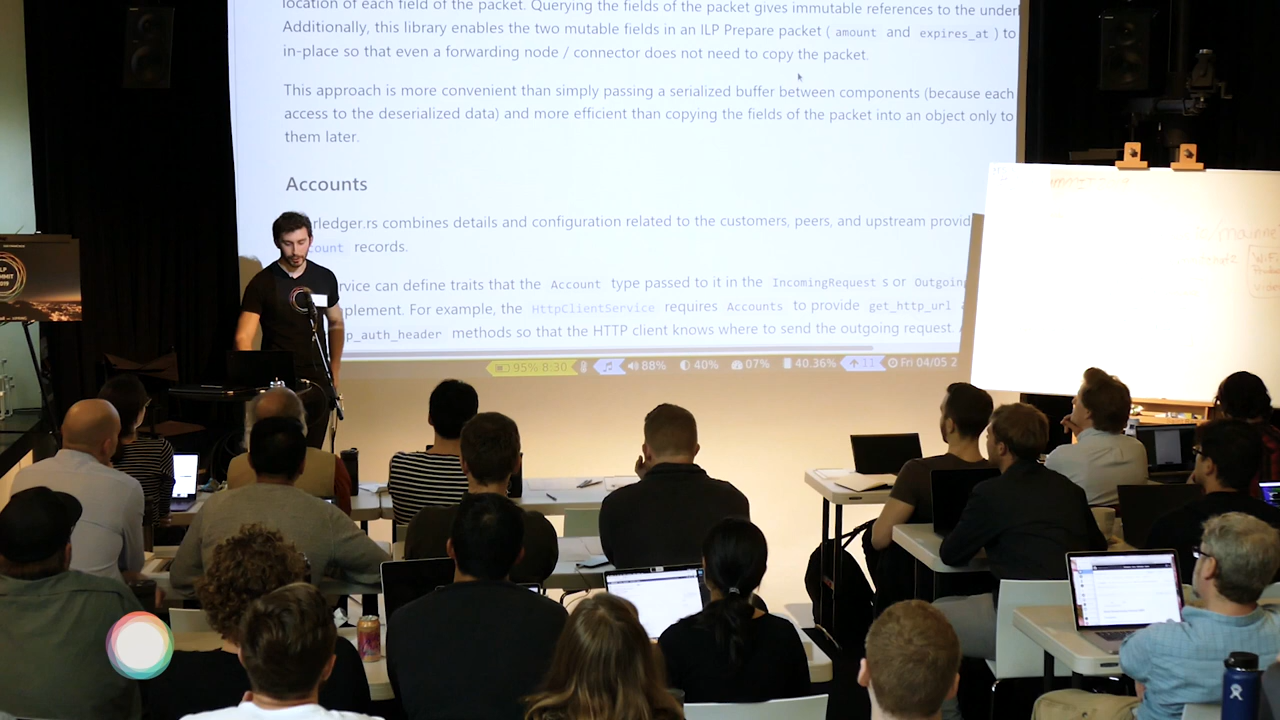 location of each field of the packet. Querying the fields of the packet gives immutable references to the underl
Additionally, this library enables the two mutable fields in an ILP Prepare packet ( amount and expires_at ) to
in-place so that even a forwarding node / connector does not need to copy the packet.
This approach is more convenient than simply passing a serialized buffer between components (because each
access to the deserialized data) and more efficient than copying the fields of the packet into an object only to
them later.
Accounts
rledger.rs combines details and configuration related to the customers, peers, and upstream provid
count records.
rvice can define traits that the Account type passed to it in the IncomingRequest s or Outgoing
plement. For example, the HttpClientService requires Accounts to provide get_http_url
p_auth_header methods so that the HTTP client knows where to send the outgoing request.
95% 8:30 88% 40% 07% 40.36% 11 Fri 04/05 2